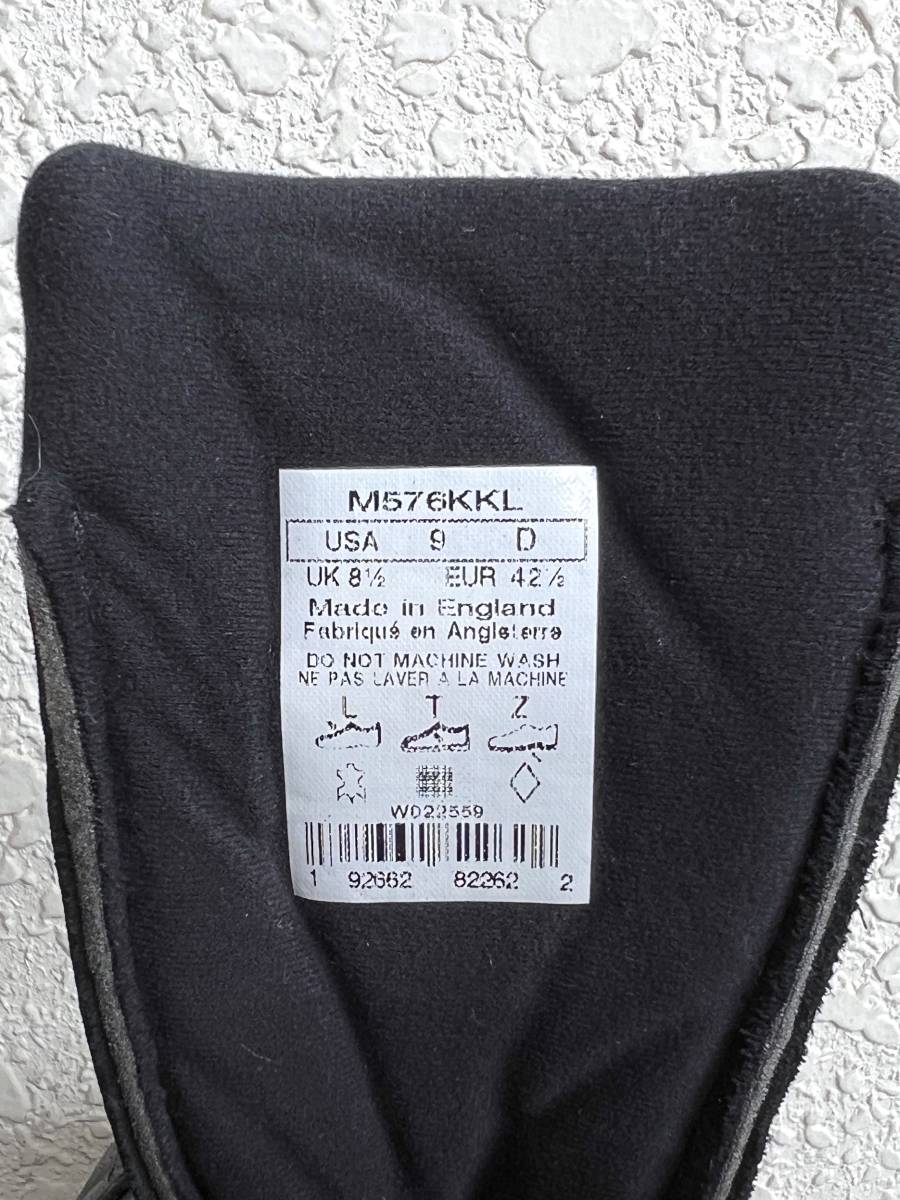 M576KKL
USA 9 D
UK 8½ EUR 42½
Made in England
Fabriqué en Angleterre
DO NOT MACHINE WASH
NE PAS LAVER A LA MACHINE
L T Z
W022559
1 92662 82262 2